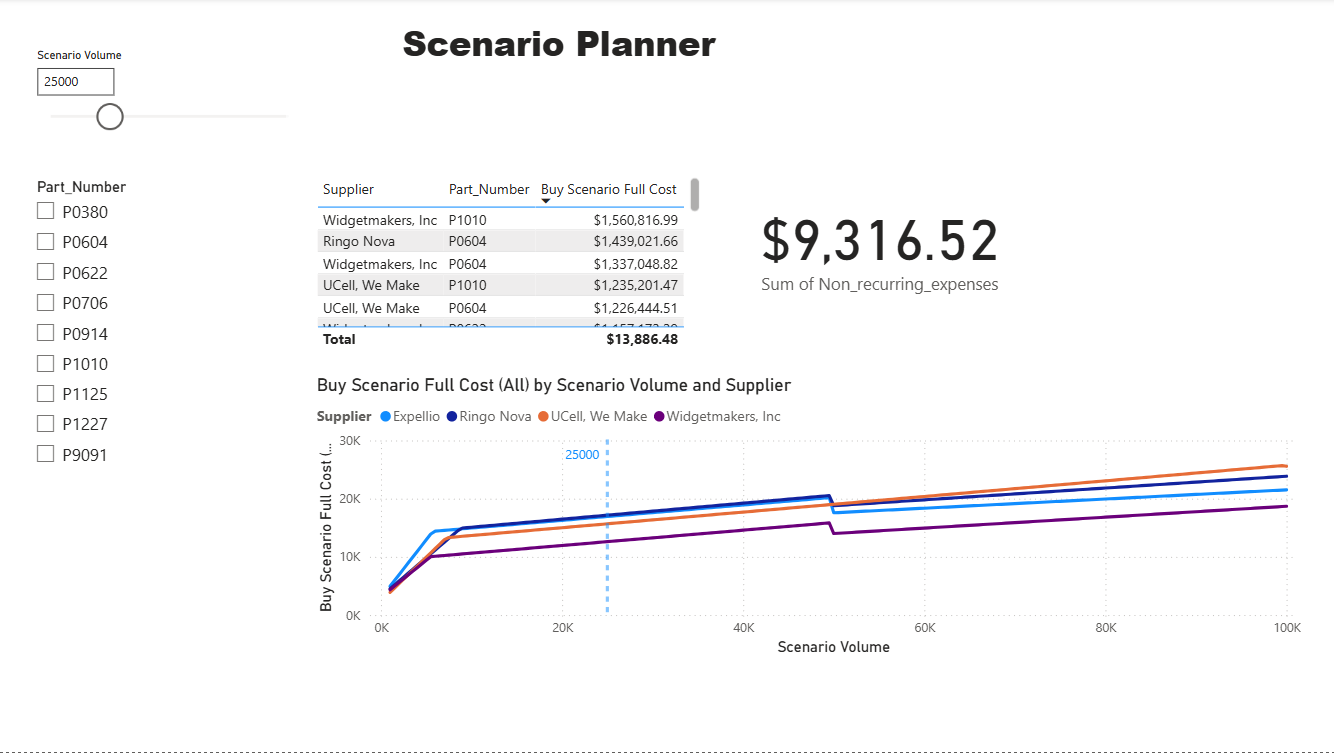 Scenario Planner
Scenario Volume
25000
Part_Number
P0380
P0604
P0622
P0706
P0914
P1010
P1125
P1227
P9091
Supplier Part_Number Buy Scenario Full Cost
Widgetmakers, Inc P1010 $1,560,816.99
Ringo Nova P0604 $1,439,021.66
Widgetmakers, Inc P0604 $1,337,048.82
UCell, We Make P1010 $1,235,201.47
UCell, We Make P0604 $1,226,444.51
Total $13,886.48
$9,316.52
Sum of Non_recurring_expenses
Buy Scenario Full Cost (All) by Scenario Volume and Supplier
Supplier Expellio Ringo Nova UCell, We Make Widgetmakers, Inc
Buy Scenario Full Cost (...
30K
20K
10K
0K
25000
0K 20K 40K 60K 80K 100K
Scenario Volume